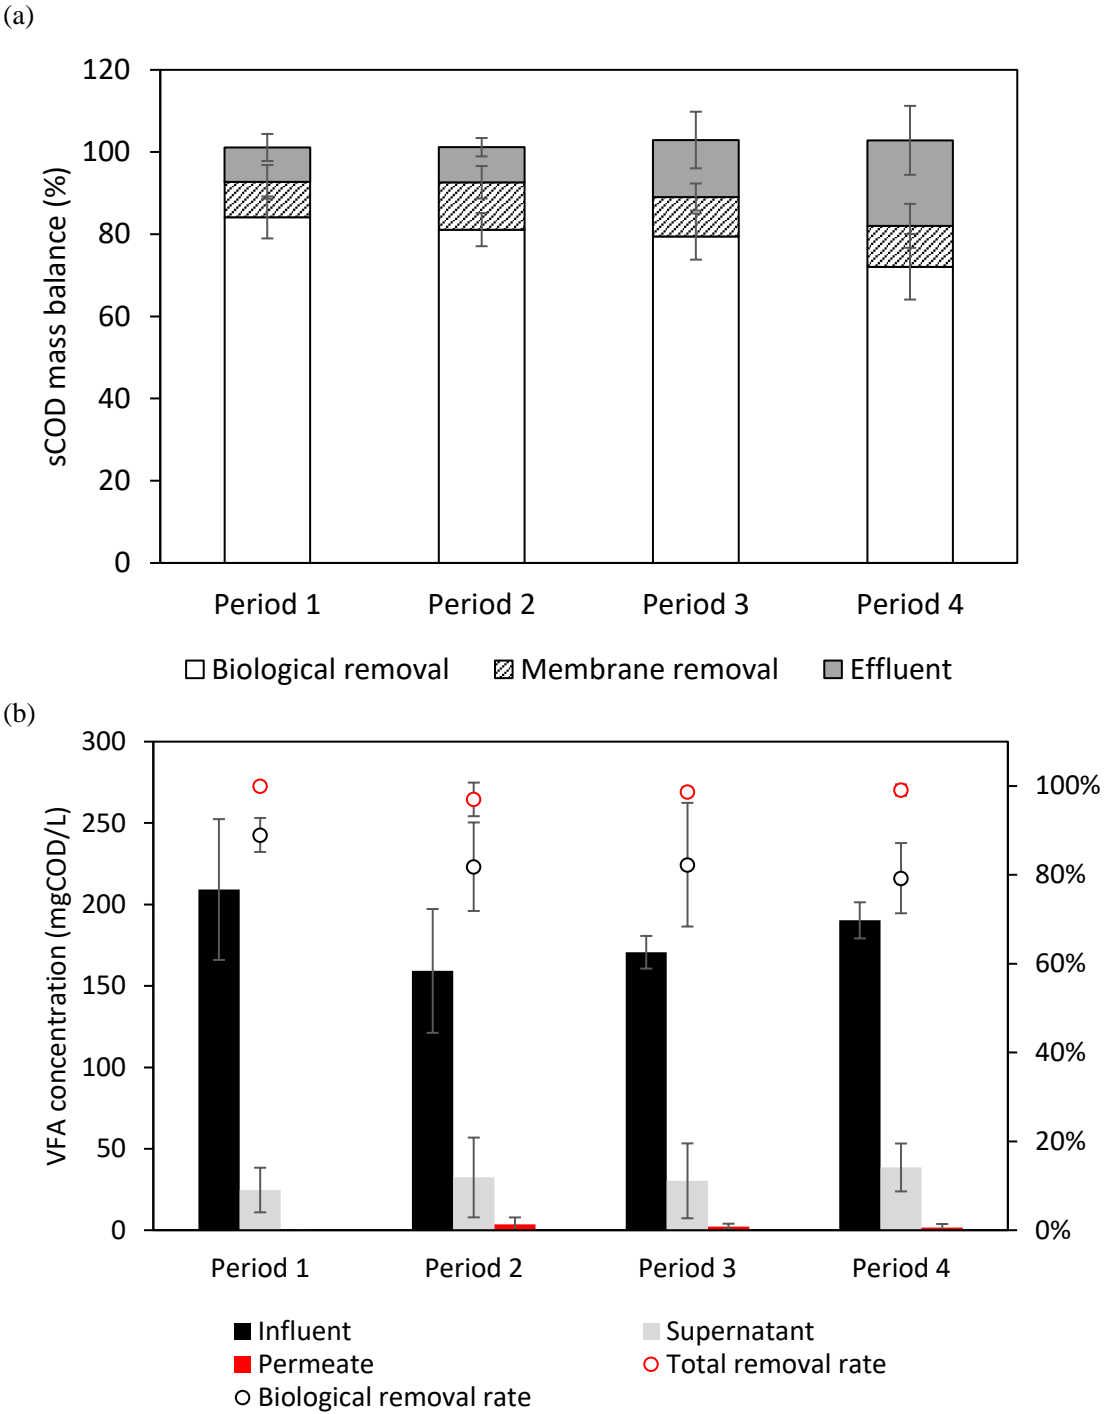 (a)
120
100
80
60
40
20
0
sCOD mass balance (%)
Period 1 Period 2 Period 3 Period 4
Biological removal Membrane removal Effluent
(b)
300
250
200
150
100
50
0
VFA concentration (mgCOD/L)
100%
80%
60%
40%
20%
0%
Period 1 Period 2 Period 3 Period 4
Influent Supernatant
Permeate Total removal rate
Biological removal rate